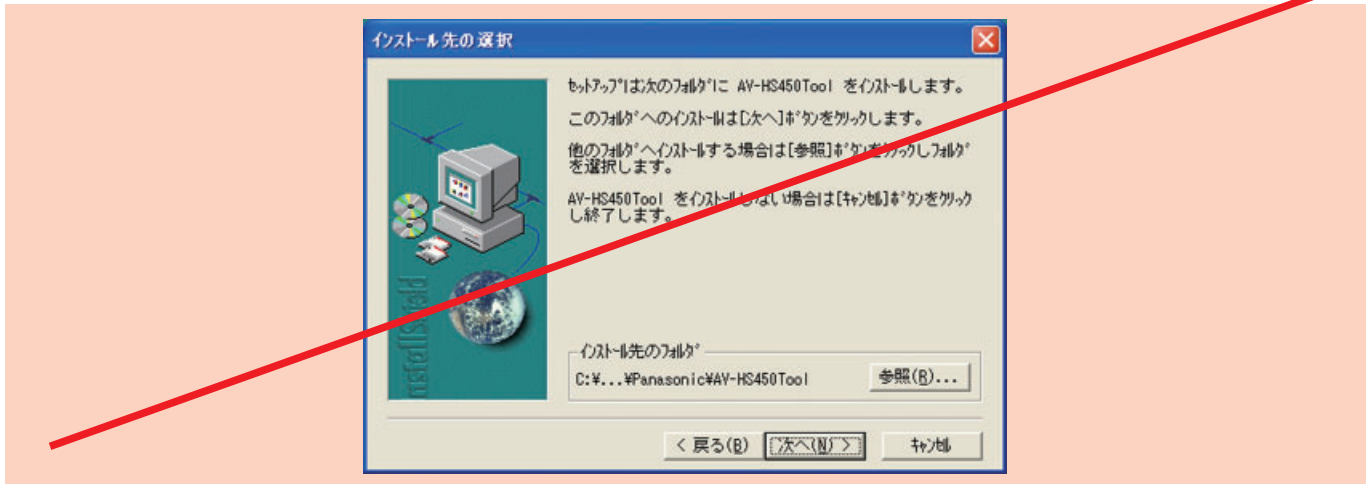 インストール先の選択
セットアップは次のフォルダに AV-HS450Tool をインストールします。
このフォルダへのインストールは[次へ]ボタンをクリックします。
他のフォルダへインストールする場合は[参照]ボタンをクリックしフォルダ
を選択します。
AV-HS450Tool をインストールしない場合は[キャンセル]ボタンをクリック
し終了します。
InstallShield
インストール先のフォルダ
C:¥...¥Panasonic¥AV-HS450Tool
参照(R)...
< 戻る(B)
次へ(N) >
キャンセル